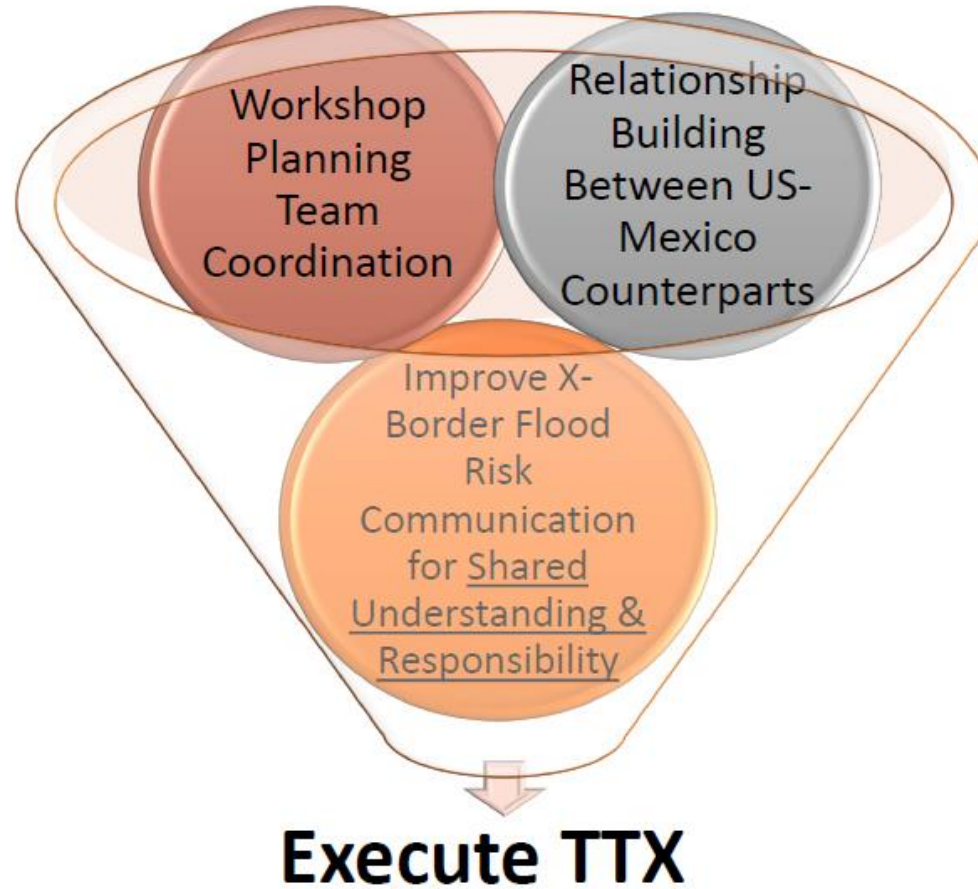 Workshop
Planning
Team
Coordination
Relationship
Building
Between US-
Mexico
Counterparts
Improve X-
Border Flood
Risk
Communication
for Shared
Understanding &
Responsibility
Execute TTX